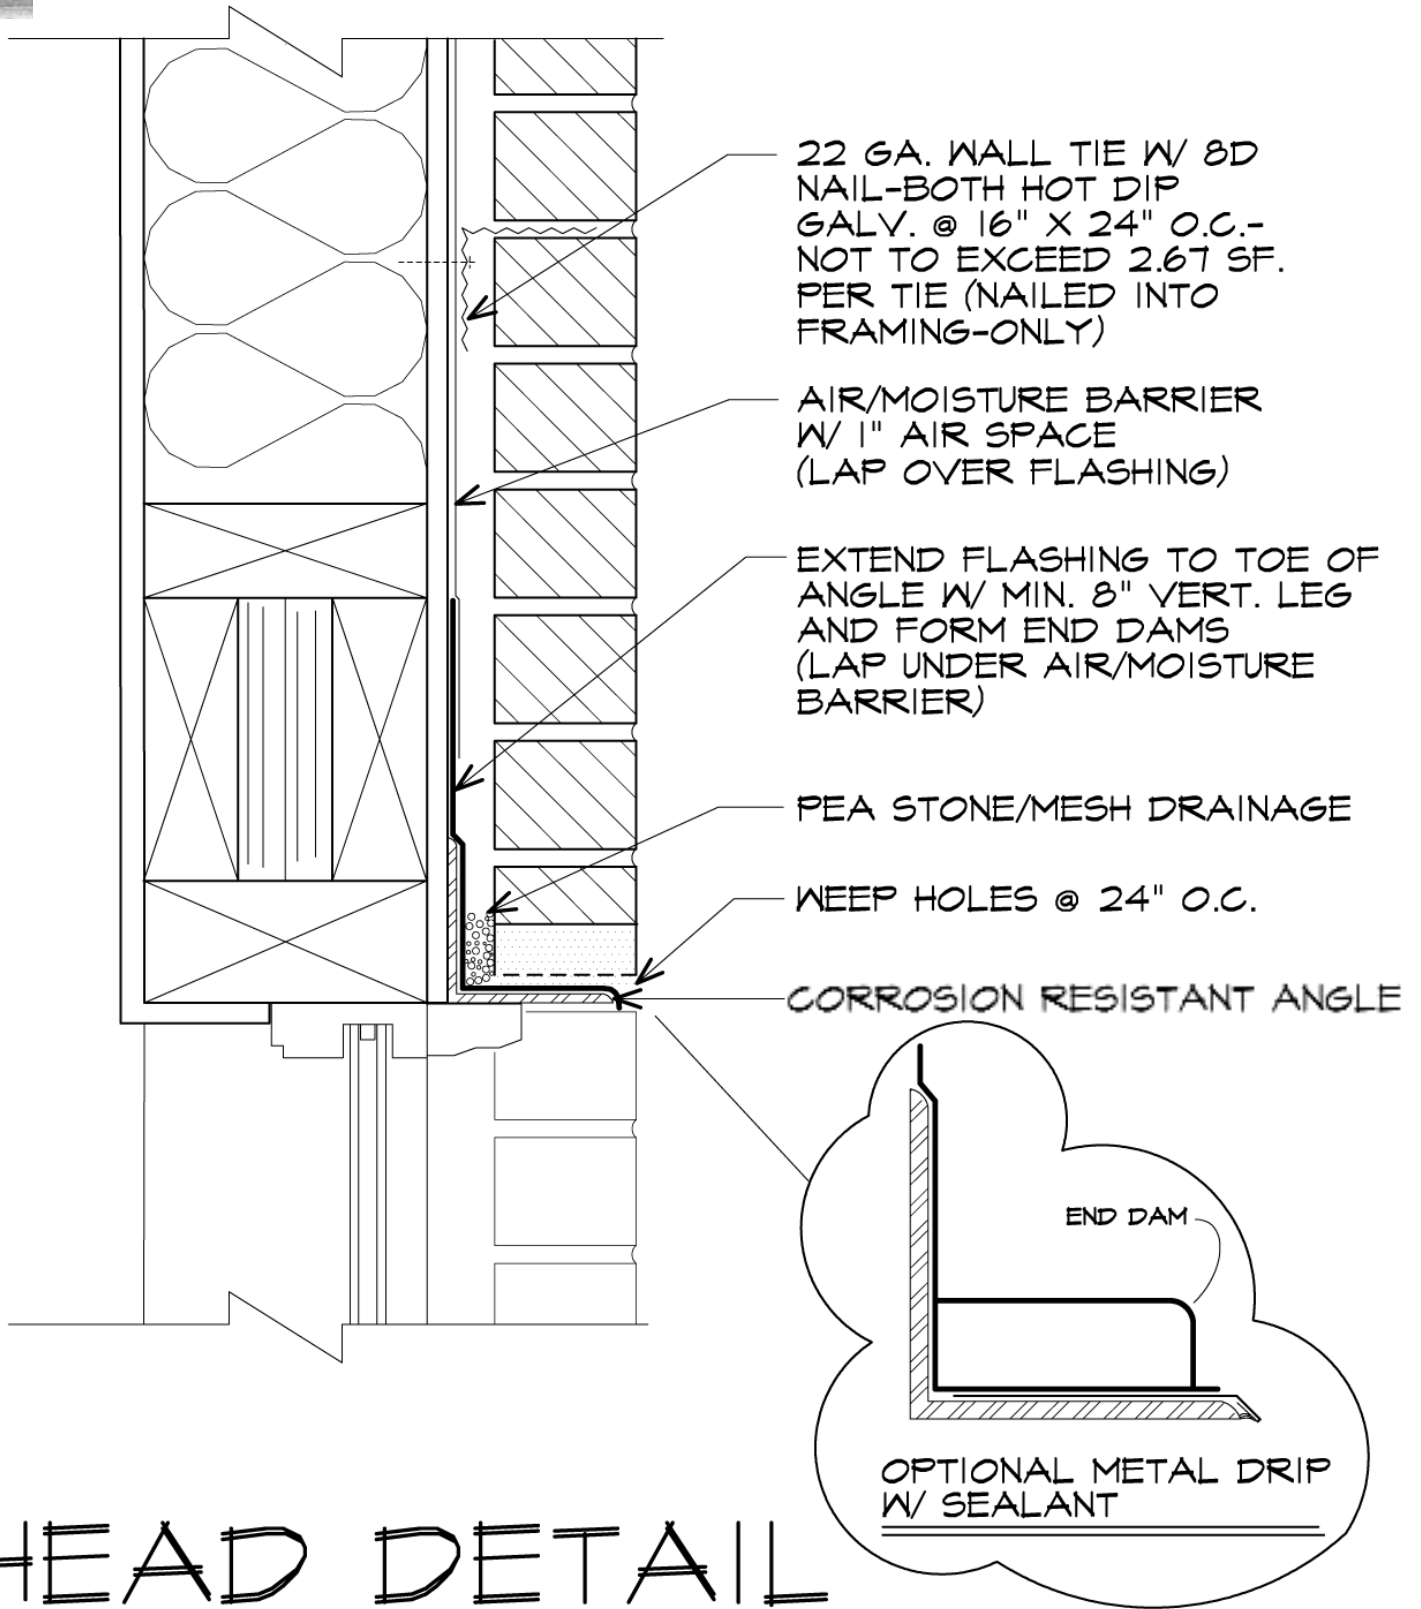 22 GA. WALL TIE W/ 8D
NAIL-BOTH HOT DIP
GALV. @ 16" X 24" O.C.-
NOT TO EXCEED 2.67 SF.
PER TIE (NAILED INTO
FRAMING-ONLY)
AIR/MOISTURE BARRIER
W/ 1" AIR SPACE
(LAP OVER FLASHING)
EXTEND FLASHING TO TOE OF
ANGLE W/ MIN. 8" VERT. LEG
AND FORM END DAMS
(LAP UNDER AIR/MOISTURE
BARRIER)
PEA STONE/MESH DRAINAGE
WEEP HOLES @ 24" O.C.
CORROSION RESISTANT ANGLE
END DAM
OPTIONAL METAL DRIP
W/ SEALANT
HEAD DETAIL